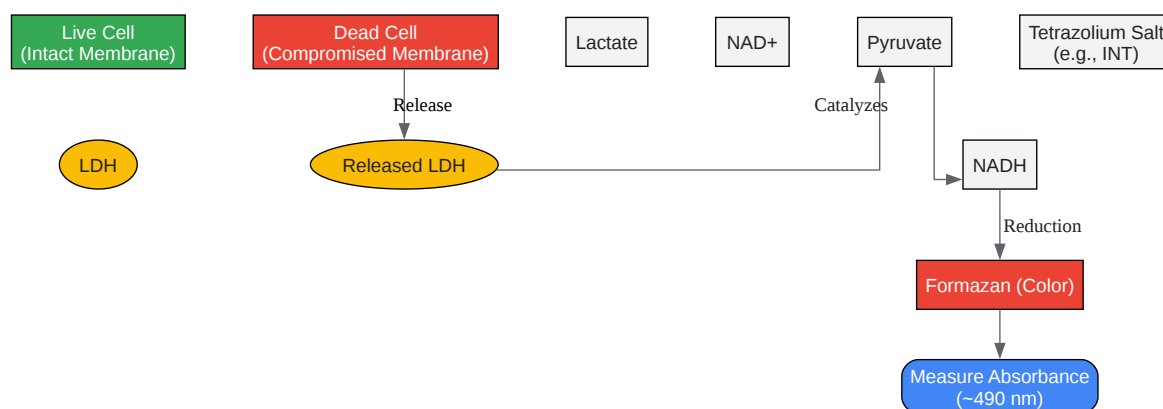 Live Cell
(Intact Membrane)
Dead Cell
(Compromised Membrane)
Lactate
NAD+
Pyruvate
Tetrazolium Salt
(e.g., INT)
Release
Catalyzes
LDH
Released LDH
NADH
Reduction
Formazan (Color)
Measure Absorbance
(~490 nm)